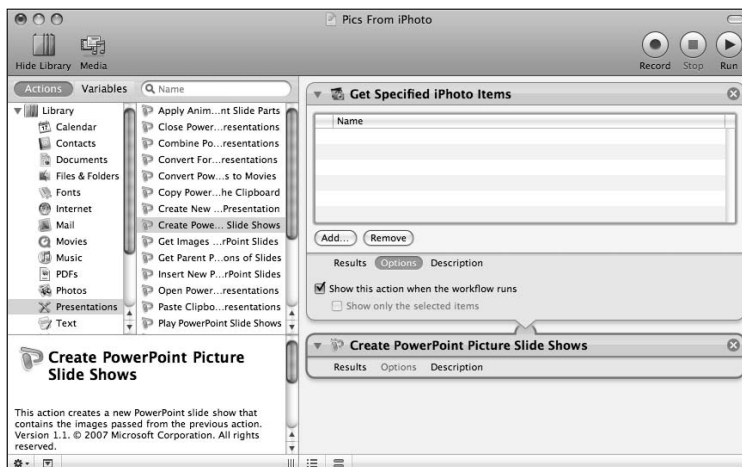 Pics From iPhoto
Hide Library Media
Record Stop Run
Actions Variables Name
Library
Calendar
Contacts
Documents
Files & Folders
Fonts
Internet
Mail
Movies
Music
PDFs
Photos
Presentations
Text
Apply Anim...nt Slide Parts
Close Power...resentations
Combine Po...resentations
Convert For...resentations
Convert Pow...s to Movies
Copy Power...he Clipboard
Create New ...Presentation
Create Powe... Slide Shows
Get Images ...rPoint Slides
Get Parent P...ons of Slides
Insert New P...rPoint Slides
Open Power...resentations
Paste Clipbo...resentations
Play PowerPoint Slide Shows
Create PowerPoint Picture
Slide Shows
This action creates a new PowerPoint slide show that
contains the images passed from the previous action.
Version 1.1. © 2007 Microsoft Corporation. All rights
reserved.
Get Specified iPhoto Items
Name
Add... Remove
Results Options Description
Show this action when the workflow runs
Show only the selected items
Create PowerPoint Picture Slide Shows
Results Options Description